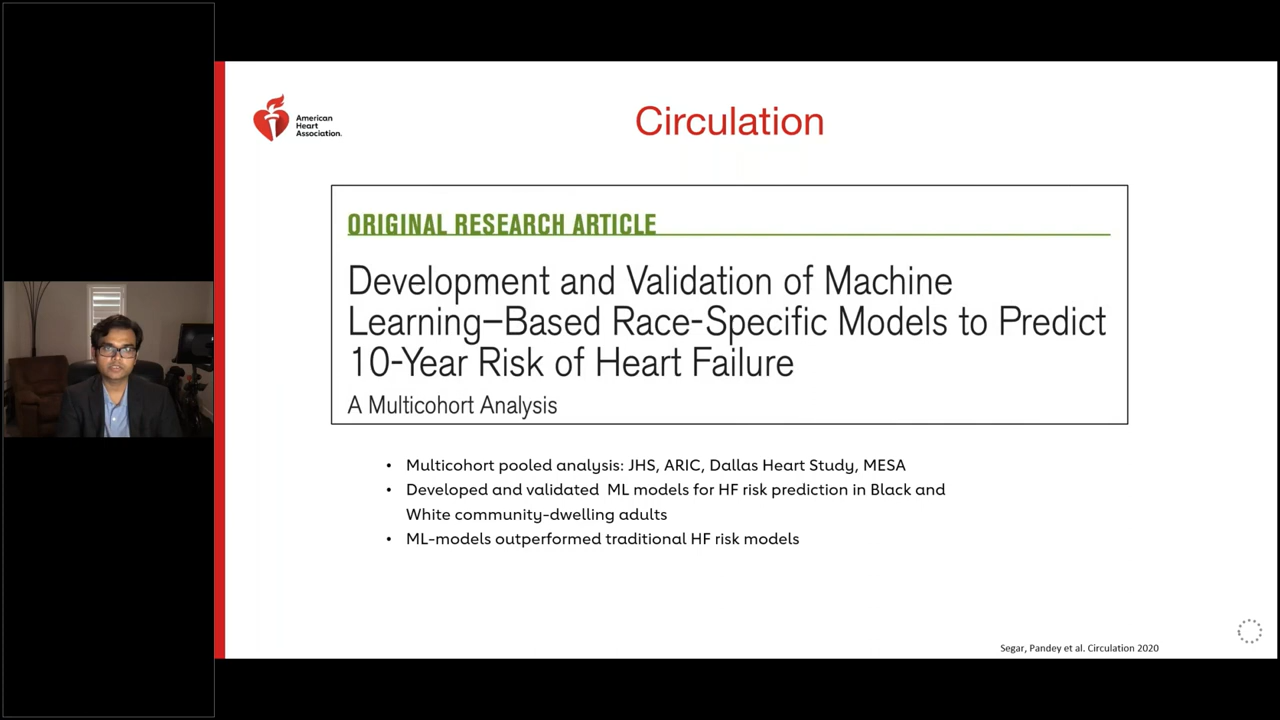 American
Heart
Association.
Circulation
ORIGINAL RESEARCH ARTICLE
Development and Validation of Machine
Learning–Based Race-Specific Models to Predict
10-Year Risk of Heart Failure
A Multicohort Analysis
• Multicohort pooled analysis: JHS, ARIC, Dallas Heart Study, MESA
• Developed and validated ML models for HF risk prediction in Black and
White community-dwelling adults
• ML-models outperformed traditional HF risk models
Segar, Pandey et al. Circulation 2020